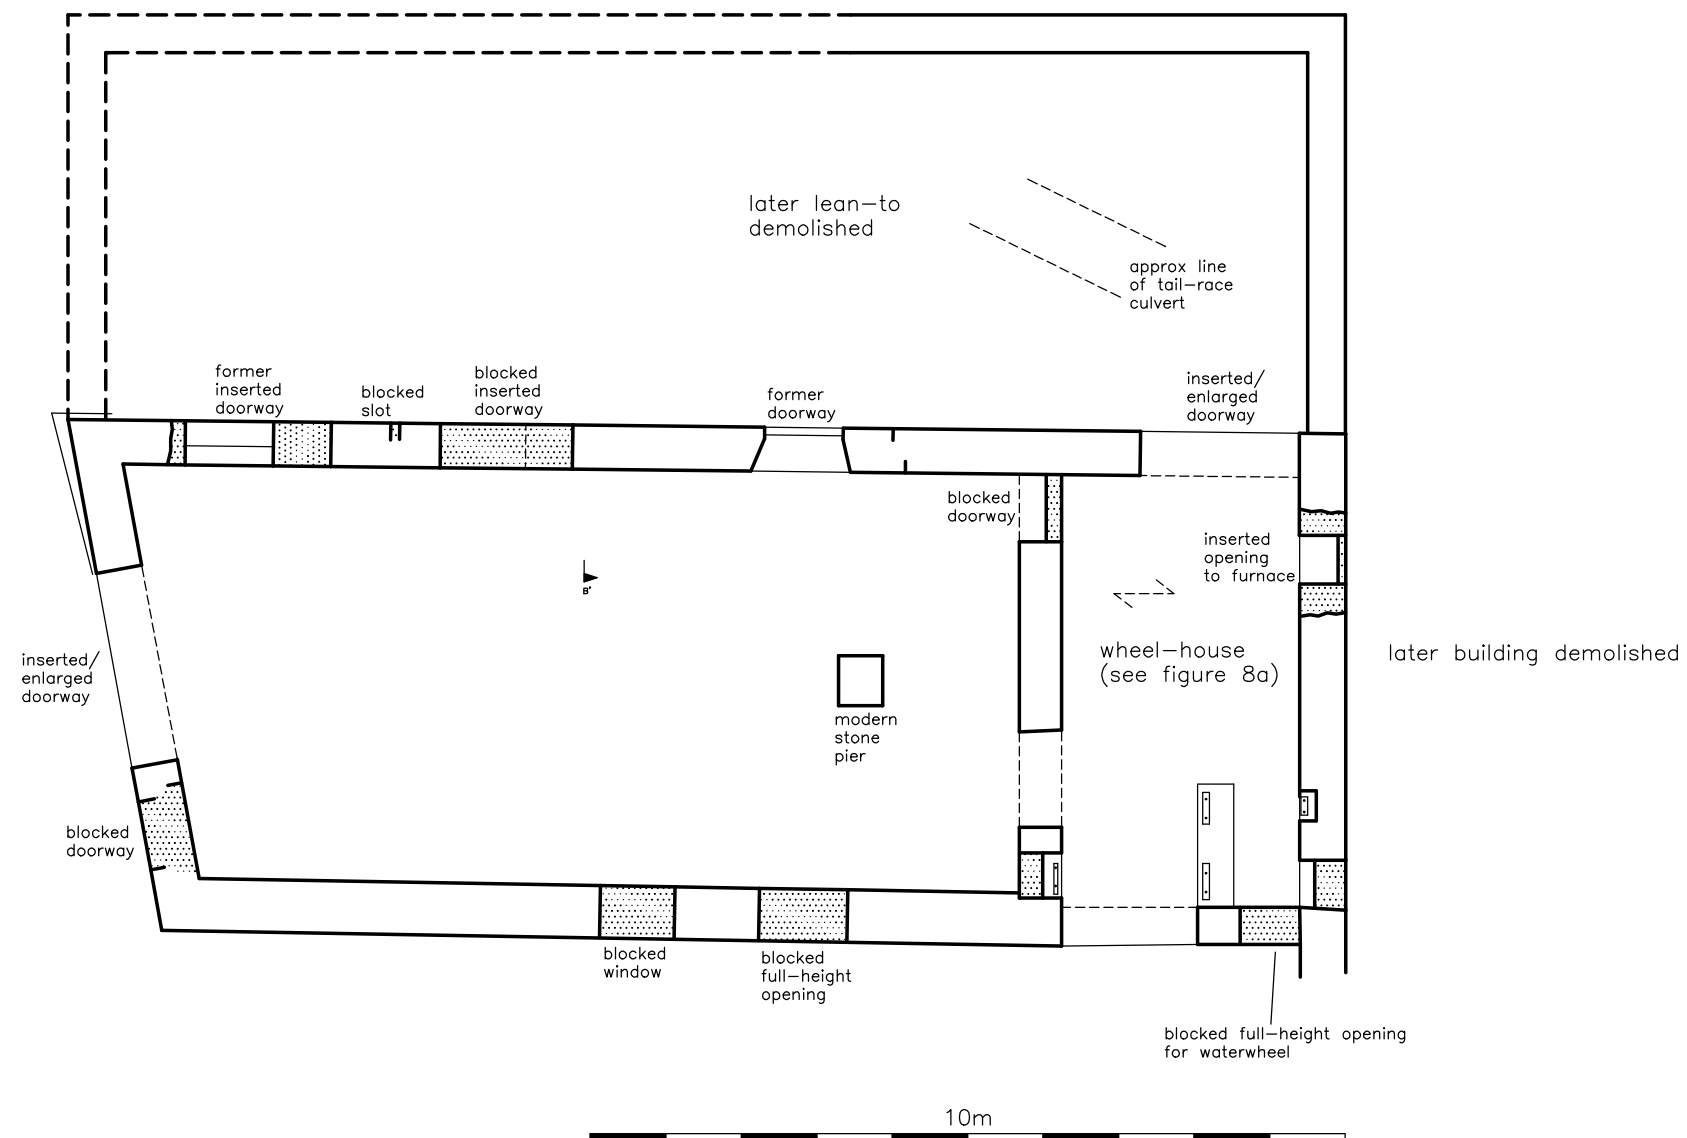 later lean-to
demolished
approx line
of tail-race
culvert
former
inserted
doorway
blocked
slot
blocked
inserted
doorway
former
doorway
inserted/
enlarged
doorway
blocked
doorway
inserted
opening
to furnace
B'
wheel-house
(see figure 8a)
later building demolished
inserted/
enlarged
doorway
modern
stone
pier
blocked
doorway
blocked
window
blocked
full-height
opening
blocked full-height opening
for waterwheel
10m